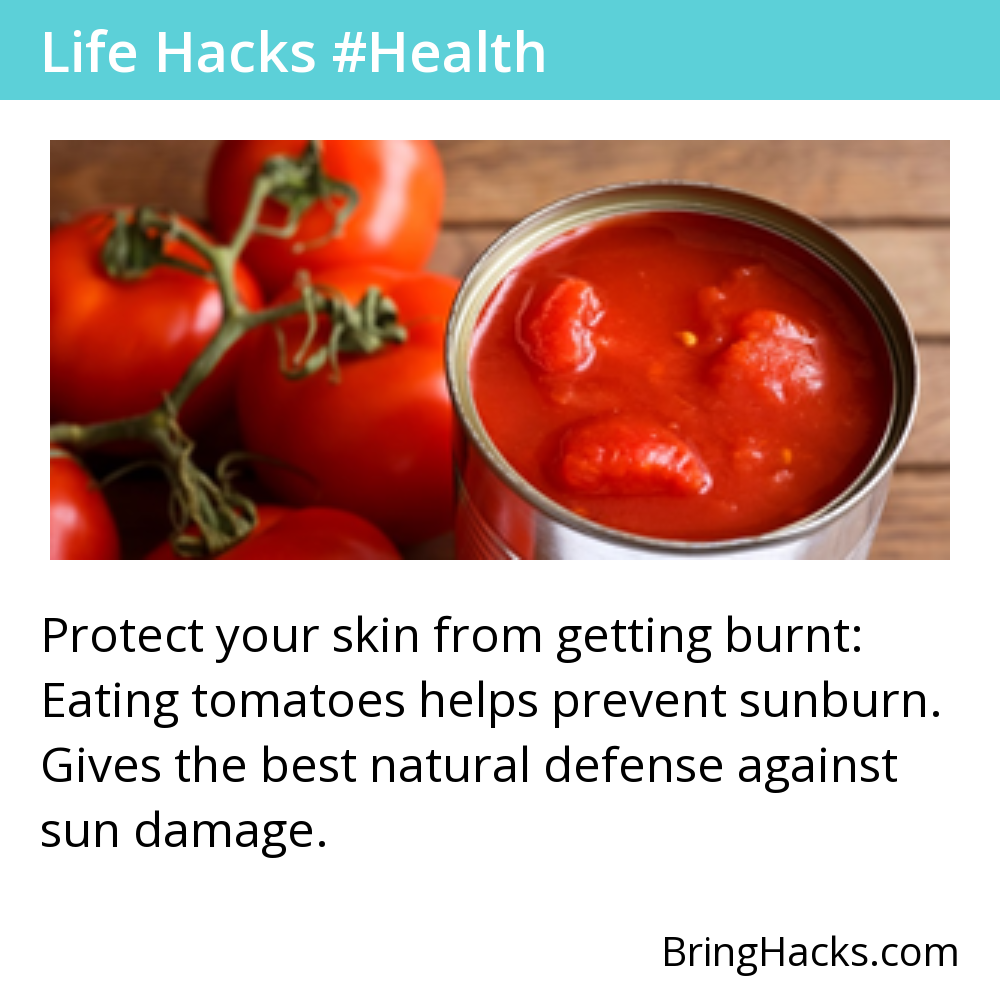 Life Hacks #Health
Protect your skin from getting burnt:
Eating tomatoes helps prevent sunburn.
Gives the best natural defense against
sun damage.
BringHacks.com